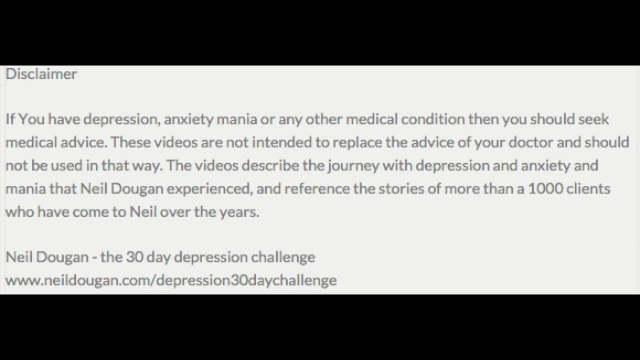 Disclaimer
If You have depression, anxiety mania or any other medical condition then you should seek
medical advice. These videos are not intended to replace the advice of your doctor and should
not be used in that way. The videos describe the journey with depression and anxiety and
mania that Neil Dougan experienced, and reference the stories of more than a 1000 clients
who have come to Neil over the years.
Neil Dougan - the 30 day depression challenge
www.neildougan.com/depression30daychallenge